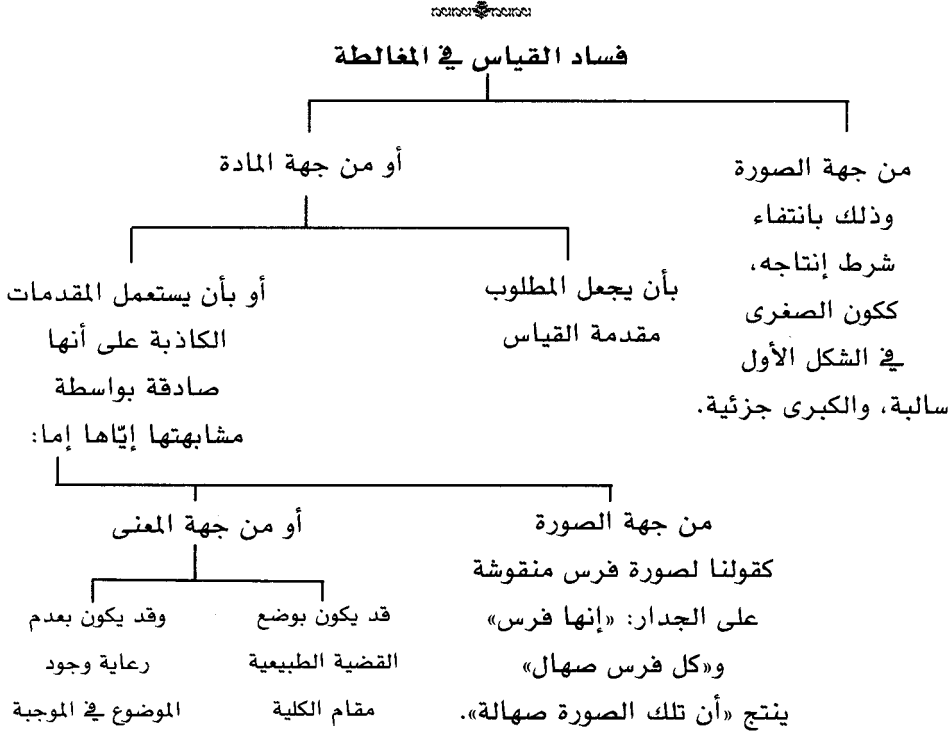 فساد القياس في المغالطة
من جهة الصورة
وذلك بانتفاء
شرط إنتاجه،
ككون الصغرى
في الشكل الأول
سالبة، والكبرى جزئية.
أو من جهة المادة
بأن يجعل المطلوب
مقدمة القياس
أو بأن يستعمل المقدمات
الكاذبة على أنها
صادقة بواسطة
مشابهتها إيّاها إما:
من جهة الصورة
كقولنا لصورة فرس منقوشة
على الجدار: «إنها فرس»
و«كل فرس صهال»
ينتج «أن تلك الصورة صهالة».
أو من جهة المعنى
قد يكون بوضع
القضية الطبيعية
مقام الكلية
وقد يكون بعدم
رعاية وجود
الموضوع في الموجبة